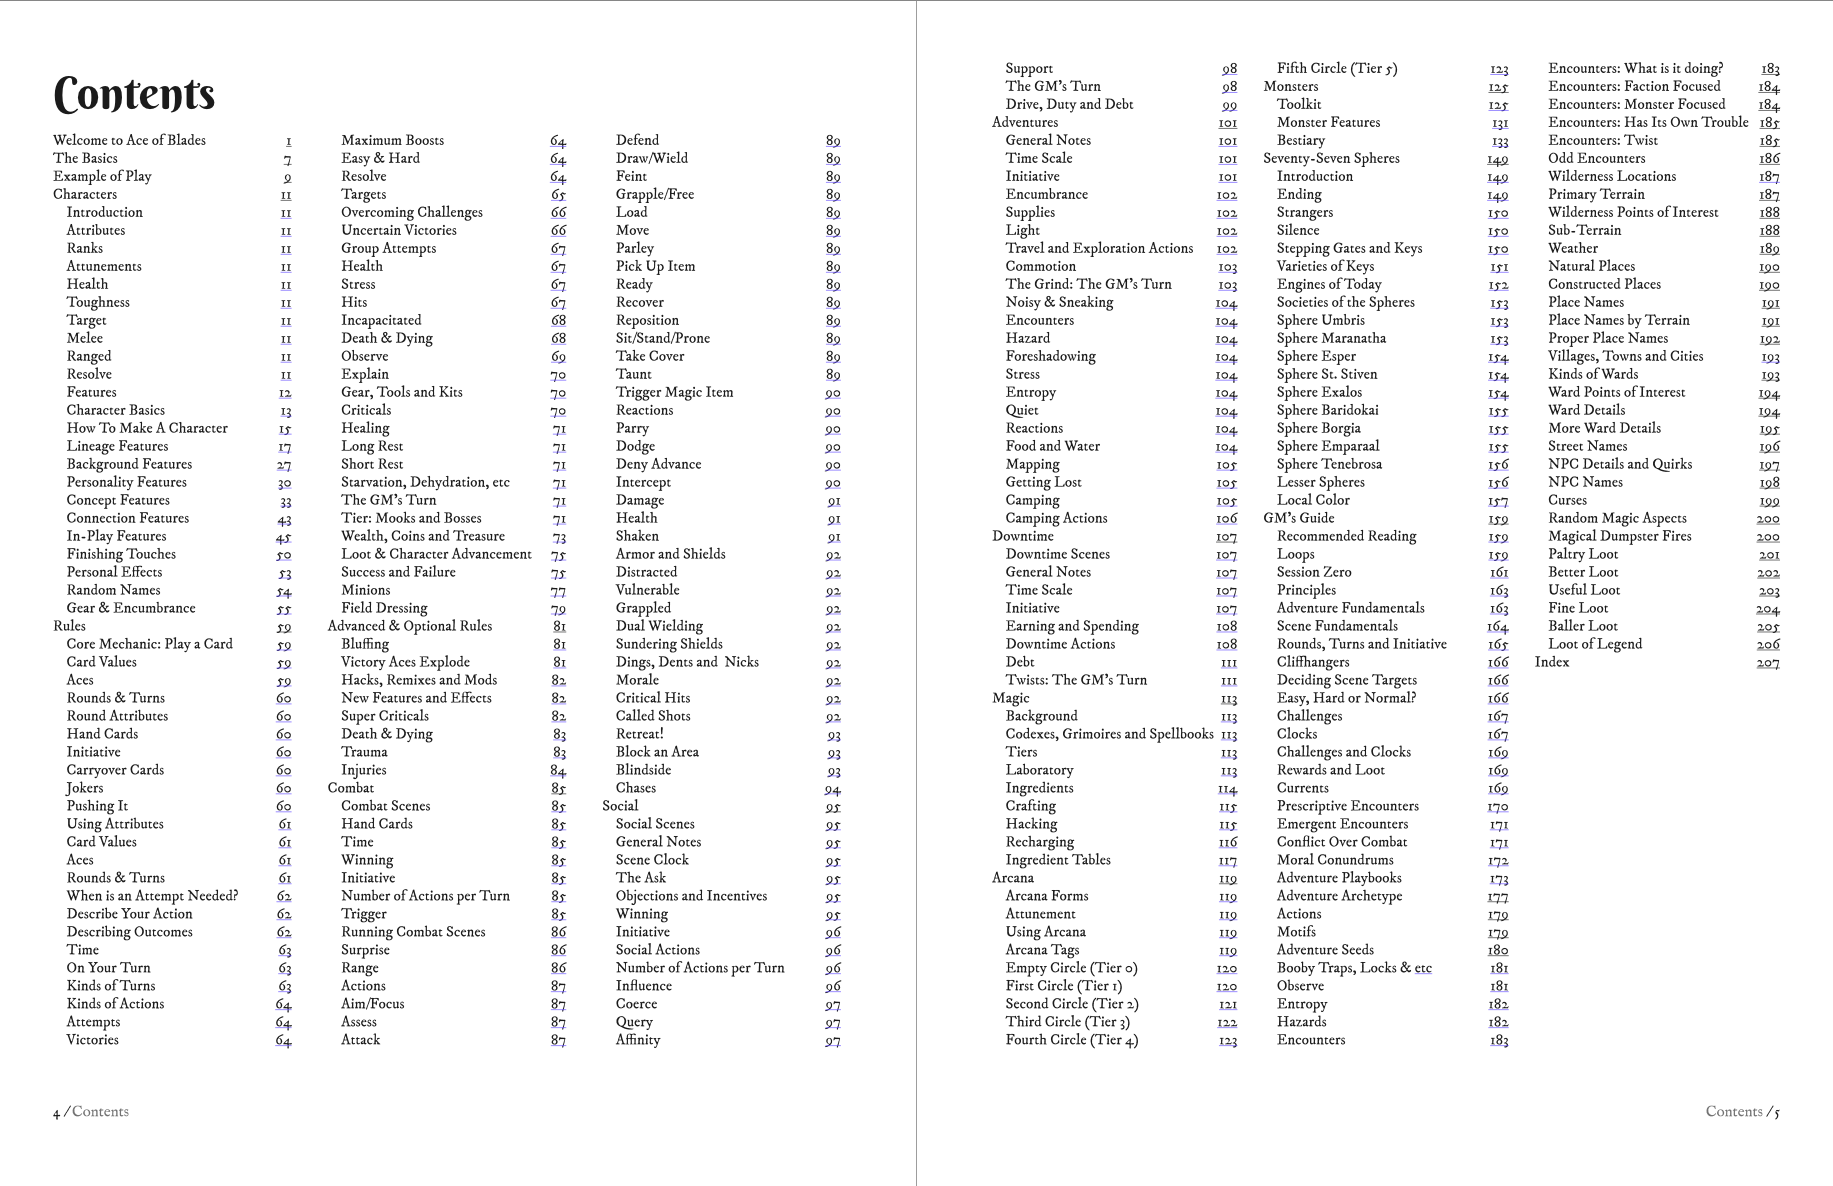 Contents
Welcome to Ace of Blades 1
The Basics 7
Example of Play 9
Characters 11
Introduction 11
Attributes 11
Ranks 11
Attunements 11
Health 11
Toughness 11
Target 11
Melee 11
Ranged 11
Resolve 11
Features 12
Character Basics 13
How To Make A Character 15
Lineage Features 17
Background Features 27
Personality Features 30
Concept Features 33
Connection Features 43
In-Play Features 45
Finishing Touches 50
Personal Effects 53
Random Names 54
Gear & Encumbrance 55
Rules 59
Core Mechanic: Play a Card 59
Card Values 59
Aces 59
Rounds & Turns 60
Round Attributes 60
Hand Cards 60
Initiative 60
Carryover Cards 60
Jokers 60
Pushing It 60
Using Attributes 61
Card Values 61
Aces 61
Rounds & Turns 61
When is an Attempt Needed? 62
Describe Your Action 62
Describing Outcomes 62
Time 63
On Your Turn 63
Kinds of Turns 63
Kinds of Actions 64
Attempts 64
Victories 64
Maximum Boosts 64
Easy & Hard 64
Resolve 64
Targets 65
Overcoming Challenges 66
Uncertain Victories 66
Group Attempts 67
Health 67
Stress 67
Hits 67
Incapacitated 68
Death & Dying 68
Observe 69
Explain 70
Gear, Tools and Kits 70
Criticals 70
Healing 71
Long Rest 71
Short Rest 71
Starvation, Dehydration, etc 71
The GM's Turn 71
Tier: Mooks and Bosses 71
Wealth, Coins and Treasure 73
Loot & Character Advancement 75
Success and Failure 75
Minions 77
Field Dressing 79
Advanced & Optional Rules 81
Bluffing 81
Victory Aces Explode 81
Hacks, Remixes and Mods 82
New Features and Effects 82
Super Criticals 82
Death & Dying 83
Trauma 83
Injuries 84
Combat 85
Combat Scenes 85
Hand Cards 85
Time 85
Winning 85
Initiative 85
Number of Actions per Turn 85
Trigger 85
Running Combat Scenes 86
Surprise 86
Range 86
Actions 87
Aim/Focus 87
Assess 87
Attack 87
Defend 89
Draw/Wield 89
Feint 89
Grapple/Free 89
Load 89
Move 89
Parley 89
Pick Up Item 89
Ready 89
Recover 89
Reposition 89
Sit/Stand/Prone 89
Take Cover 89
Taunt 89
Trigger Magic Item 90
Reactions 90
Parry 90
Dodge 90
Deny Advance 90
Intercept 90
Damage 91
Health 91
Shaken 91
Armor and Shields 92
Distracted 92
Vulnerable 92
Grappled 92
Dual Wielding 92
Sundering Shields 92
Dings, Dents and Nicks 92
Morale 92
Critical Hits 92
Called Shots 92
Retreat! 93
Block an Area 93
Blindside 93
Chases 94
Social 95
Social Scenes 95
General Notes 95
Scene Clock 95
The Ask 95
Objections and Incentives 95
Winning 95
Initiative 96
Social Actions 96
Number of Actions per Turn 96
Influence 96
Coerce 97
Query 97
Affinity 97
4 /Contents
Support 98
The GM's Turn 98
Drive, Duty and Debt 99
Adventures 101
General Notes 101
Time Scale 101
Initiative 101
Encumbrance 102
Supplies 102
Light 102
Travel and Exploration Actions 102
Commotion 103
The Grind: The GM's Turn 103
Noisy & Sneaking 104
Encounters 104
Hazard 104
Foreshadowing 104
Stress 104
Entropy 104
Quiet 104
Reactions 104
Food and Water 104
Mapping 105
Getting Lost 105
Camping 105
Camping Actions 106
Downtime 107
Downtime Scenes 107
General Notes 107
Time Scale 107
Initiative 107
Earning and Spending 108
Downtime Actions 108
Debt 111
Twists: The GM's Turn 111
Magic 113
Background 113
Codexes, Grimoires and Spellbooks 113
Tiers 113
Laboratory 113
Ingredients 114
Crafting 115
Hacking 115
Recharging 116
Ingredient Tables 117
Arcana 119
Arcana Forms 119
Attunement 119
Using Arcana 119
Arcana Tags 119
Empty Circle (Tier 0) 120
First Circle (Tier 1) 120
Second Circle (Tier 2) 121
Third Circle (Tier 3) 122
Fourth Circle (Tier 4) 123
Fifth Circle (Tier 5) 123
Monsters 125
Toolkit 125
Monster Features 131
Bestiary 133
Seventy-Seven Spheres 149
Introduction 149
Ending 149
Strangers 150
Silence 150
Stepping Gates and Keys 150
Varieties of Keys 151
Engines of Today 152
Societies of the Spheres 153
Sphere Umbris 153
Sphere Maranatha 153
Sphere Esper 154
Sphere St. Stiven 154
Sphere Exalos 154
Sphere Baridokai 155
Sphere Borgia 155
Sphere Emparaal 155
Sphere Tenebrosa 156
Lesser Spheres 156
Local Color 157
GM's Guide 159
Recommended Reading 159
Loops 159
Session Zero 161
Principles 163
Adventure Fundamentals 163
Scene Fundamentals 164
Rounds, Turns and Initiative 165
Cliffhangers 166
Deciding Scene Targets 166
Easy, Hard or Normal? 166
Challenges 167
Clocks 167
Challenges and Clocks 169
Rewards and Loot 169
Currents 169
Prescriptive Encounters 170
Emergent Encounters 171
Conflict Over Combat 171
Moral Conundrums 172
Adventure Playbooks 173
Adventure Archetype 177
Actions 179
Motifs 179
Adventure Seeds 180
Booby Traps, Locks & etc 181
Observe 181
Entropy 182
Hazards 182
Encounters 183
Encounters: What is it doing? 183
Encounters: Faction Focused 184
Encounters: Monster Focused 184
Encounters: Has Its Own Trouble 185
Encounters: Twist 185
Odd Encounters 186
Wilderness Locations 187
Primary Terrain 187
Wilderness Points of Interest 188
Sub-Terrain 188
Weather 189
Natural Places 190
Constructed Places 190
Place Names 191
Place Names by Terrain 191
Proper Place Names 192
Villages, Towns and Cities 193
Kinds of Wards 193
Ward Points of Interest 194
Ward Details 194
More Ward Details 195
Street Names 196
NPC Details and Quirks 197
NPC Names 198
Curses 199
Random Magic Aspects 200
Magical Dumpster Fires 200
Paltry Loot 201
Better Loot 202
Useful Loot 203
Fine Loot 204
Baller Loot 205
Loot of Legend 206
Index 207
Contents /5